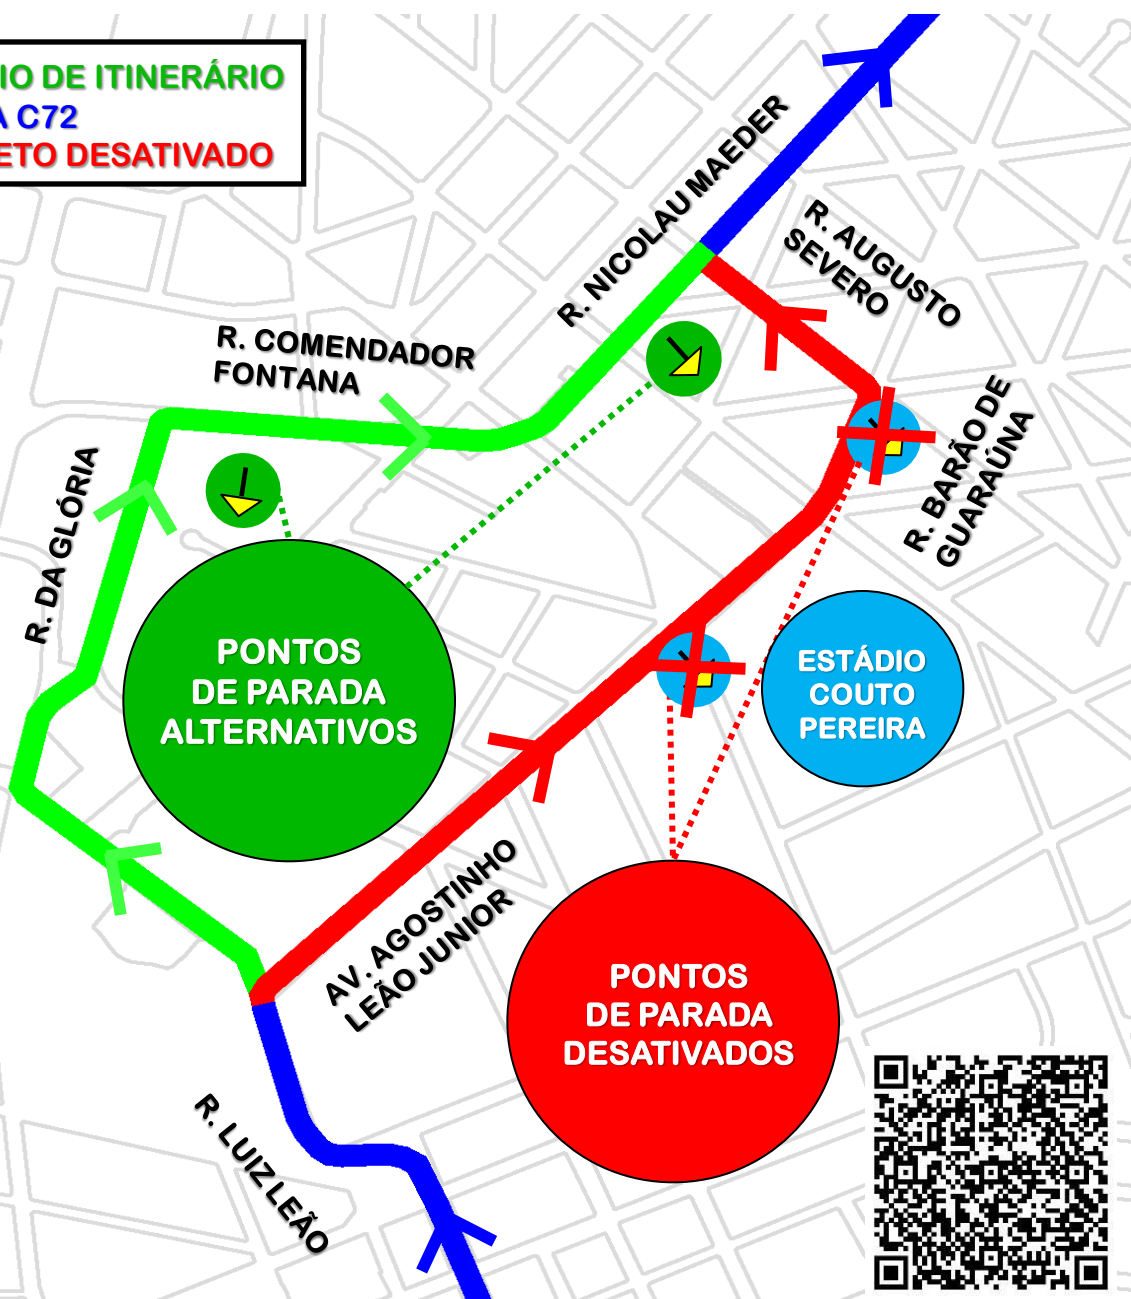 IO DE ITINERÁRIO
A C72
ETO DESATIVADO
R. NICOLAU MAEDER
R. AUGUSTO
SEVERO
R. COMENDADOR
FONTANA
R. BARÃO DE
GUARAÚNA
R. DA GLÓRIA
PONTOS
DE PARADA
ALTERNATIVOS
ESTÁDIO
COUTO
PEREIRA
AV. AGOSTINHO
LEÃO JUNIOR
PONTOS
DE PARADA
DESATIVADOS
R. LUIZ LEÃO